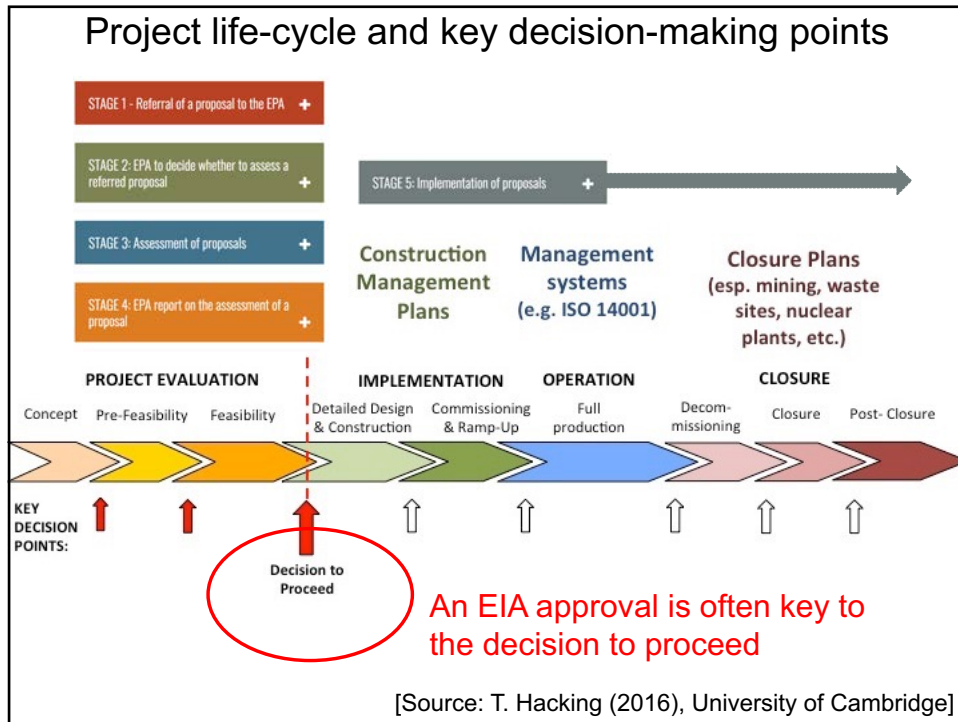 Project life-cycle and key decision-making points
STAGE 1 - Referral of a proposal to the EPA +
STAGE 2: EPA to decide whether to assess a
referred proposal +
STAGE 3: Assessment of proposals +
STAGE 4: EPA report on the assessment of a
proposal +
STAGE 5: Implementation of proposals +
Construction
Management
Plans
Management
systems
(e.g. ISO 14001)
Closure Plans
(esp. mining, waste
sites, nuclear
plants, etc.)
PROJECT EVALUATION
IMPLEMENTATION
OPERATION
CLOSURE
Concept
Pre-Feasibility
Feasibility
Detailed Design
& Construction
Commissioning
& Ramp-Up
Full
production
Decom-
missioning
Closure
Post- Closure
KEY
DECISION
POINTS:
Decision to
Proceed
An EIA approval is often key to
the decision to proceed
[Source: T. Hacking (2016), University of Cambridge]